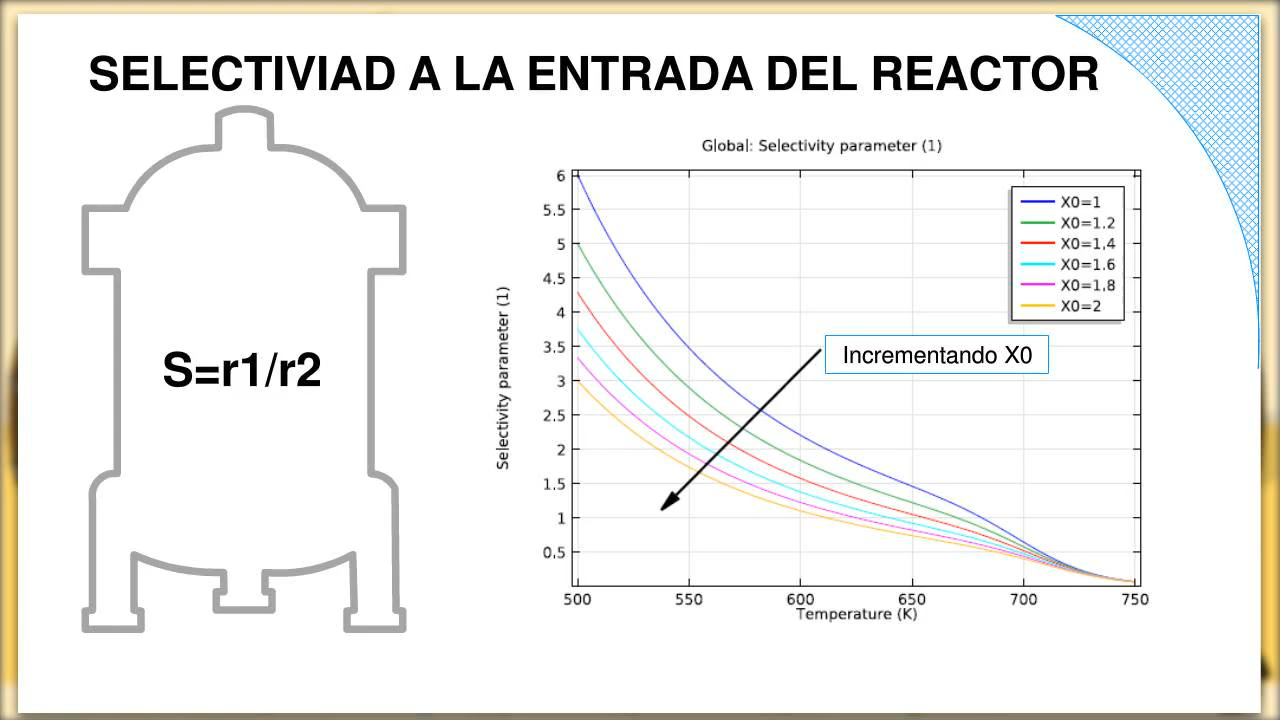 SELECTIVIAD A LA ENTRADA DEL REACTOR
S=r1/r2
Global: Selectivity parameter (1)
Selectivity parameter (1)
6
5.5
5
4.5
4
3.5
3
2.5
2
1.5
1
0.5
X0=1
X0=1.2
X0=1.4
X0=1.6
X0=1.8
X0=2
Incrementando X0
500 550 600 650 700 750
Temperature (K)